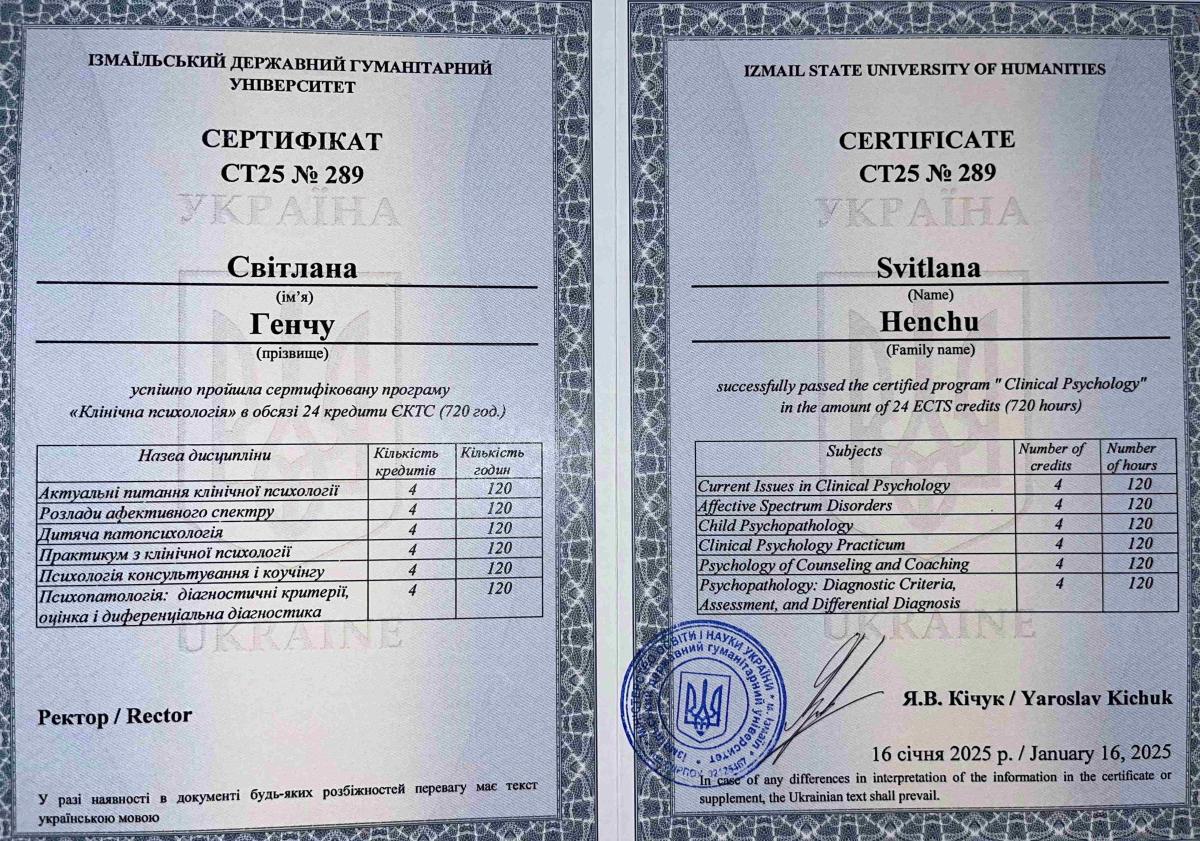 ІЗМАЇЛЬСЬКИЙ ДЕРЖАВНИЙ ГУМАНІТАРНИЙ
УНІВЕРСИТЕТ
СЕРТИФІКАТ
СТ25 № 289
УКРАЇНА
Світлана
(ім’я)
Генчу
(прізвище)
успішно пройшла сертифіковану програму
«Клінічна психологія» в обсязі 24 кредити ЄКТС (720 год.)
Назва дисципліни Кількість кредитів Кількість годин
Актуальні питання клінічної психології 4 120
Розлади афективного спектру 4 120
Дитяча патопсихологія 4 120
Практикум з клінічної психології 4 120
Психологія консультування і коучінгу 4 120
Психопатологія: діагностичні критерії, 4 120
оцінка і диференціальна діагностика
UKRAINE
Ректор / Rector
У разі наявності в документі будь-яких розбіжностей перевагу має текст
українською мовою
IZMAIL STATE UNIVERSITY OF HUMANITIES
CERTIFICATE
СТ25 № 289
УКРАЇНА
Svitlana
(Name)
Henchu
(Family name)
successfully passed the certified program " Clinical Psychology"
in the amount of 24 ECTS credits (720 hours)
Subjects Number of credits Number of hours
Current Issues in Clinical Psychology 4 120
Affective Spectrum Disorders 4 120
Child Psychopathology 4 120
Clinical Psychology Practicum 4 120
Psychology of Counseling and Coaching 4 120
Psychopathology: Diagnostic Criteria, 4 120
Assessment, and Differential Diagnosis
UKRAINE
ОСВІТИ І НАУКИ УКРАЇНИ * м. Ізмаїл *
державний гуманітарний університет
Я.В. Кічук / Yaroslav Kichuk
16 січня 2025 р. / January 16, 2025
In case of any differences in interpretation of the information in the certificate or
supplement, the Ukrainian text shall prevail.